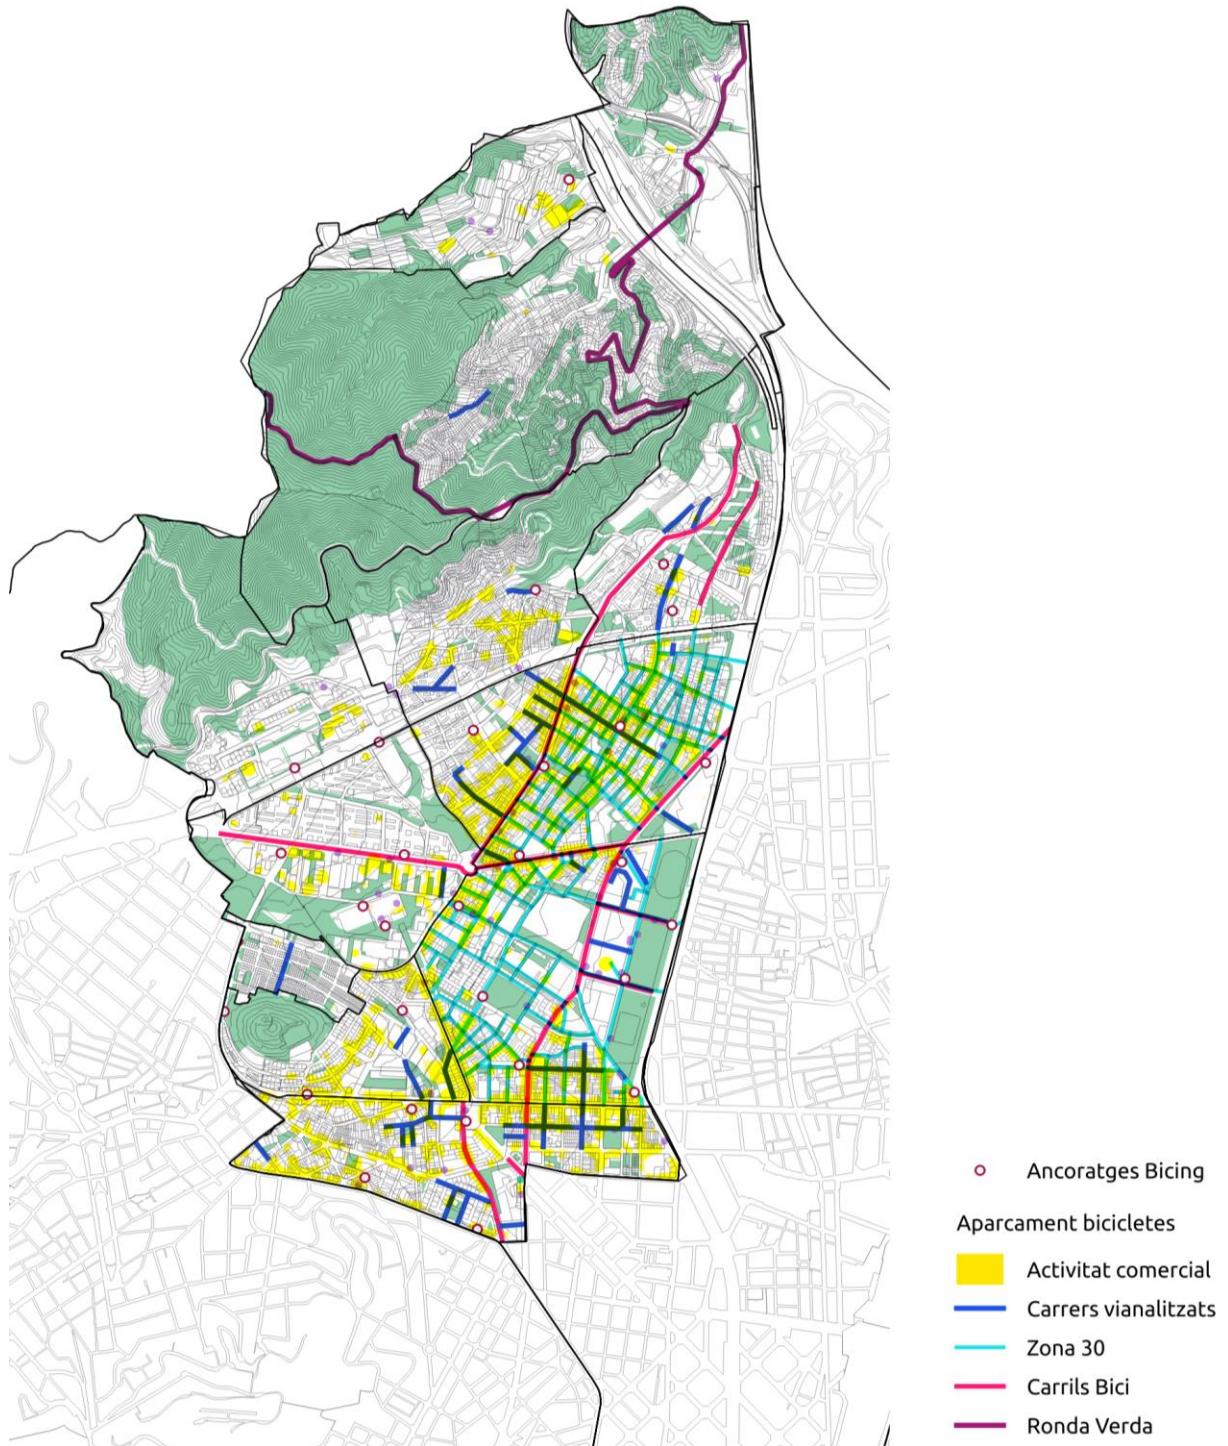 Ancoratges Bicing
Aparcament bicicletes
Activitat comercial
Carrers vianalitzats
Zona 30
Carrils Bici
Ronda Verda